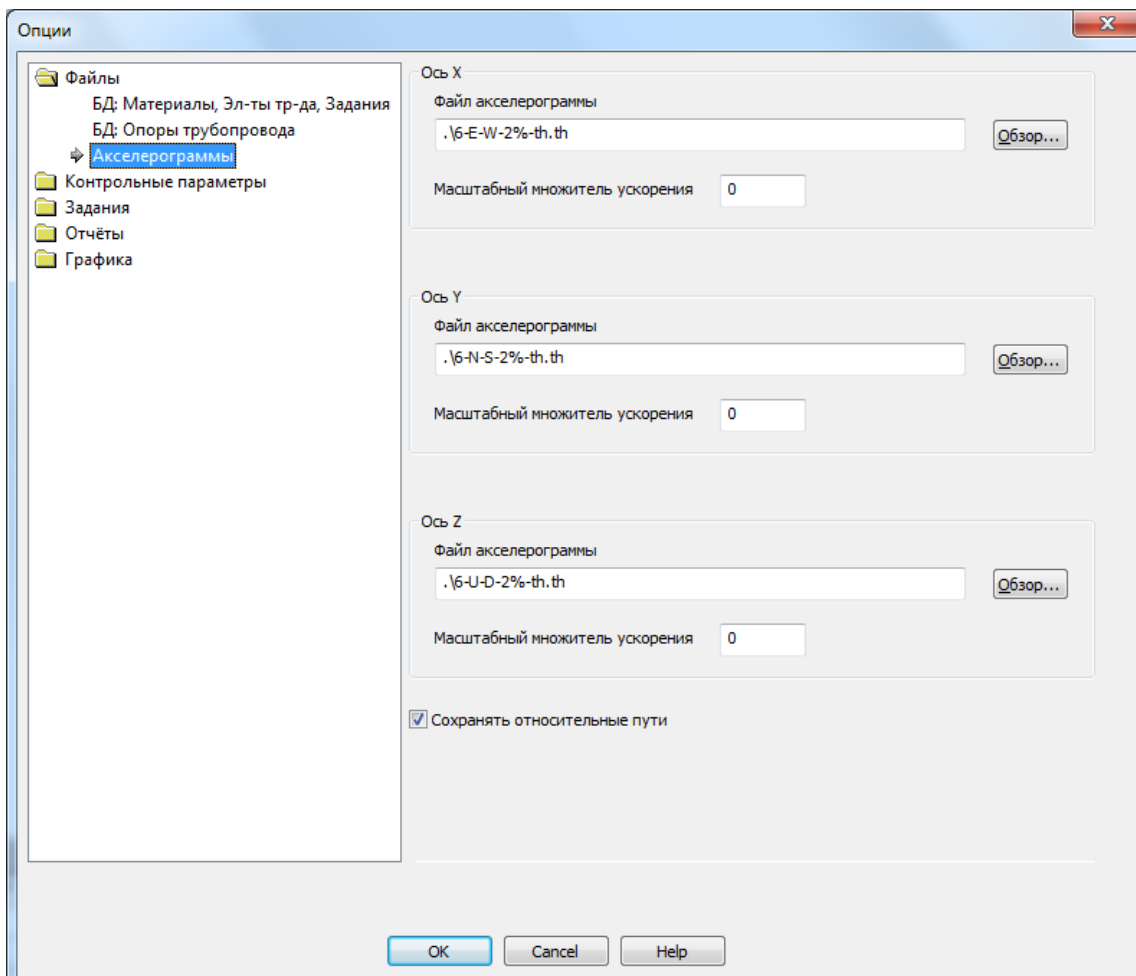 Опции
Файлы
БД: Материалы, Эл-ты тр-да, Задания
БД: Опоры трубопровода
Акселерограммы
Контрольные параметры
Задания
Отчёты
Графика
Ось X
Файл акселерограммы
.\6-E-W-2%-th.th
Обзор...
Масштабный множитель ускорения
0
Ось Y
Файл акселерограммы
.\6-N-S-2%-th.th
Обзор...
Масштабный множитель ускорения
0
Ось Z
Файл акселерограммы
.\6-U-D-2%-th.th
Обзор...
Масштабный множитель ускорения
0
Сохранять относительные пути
OK
Cancel
Help